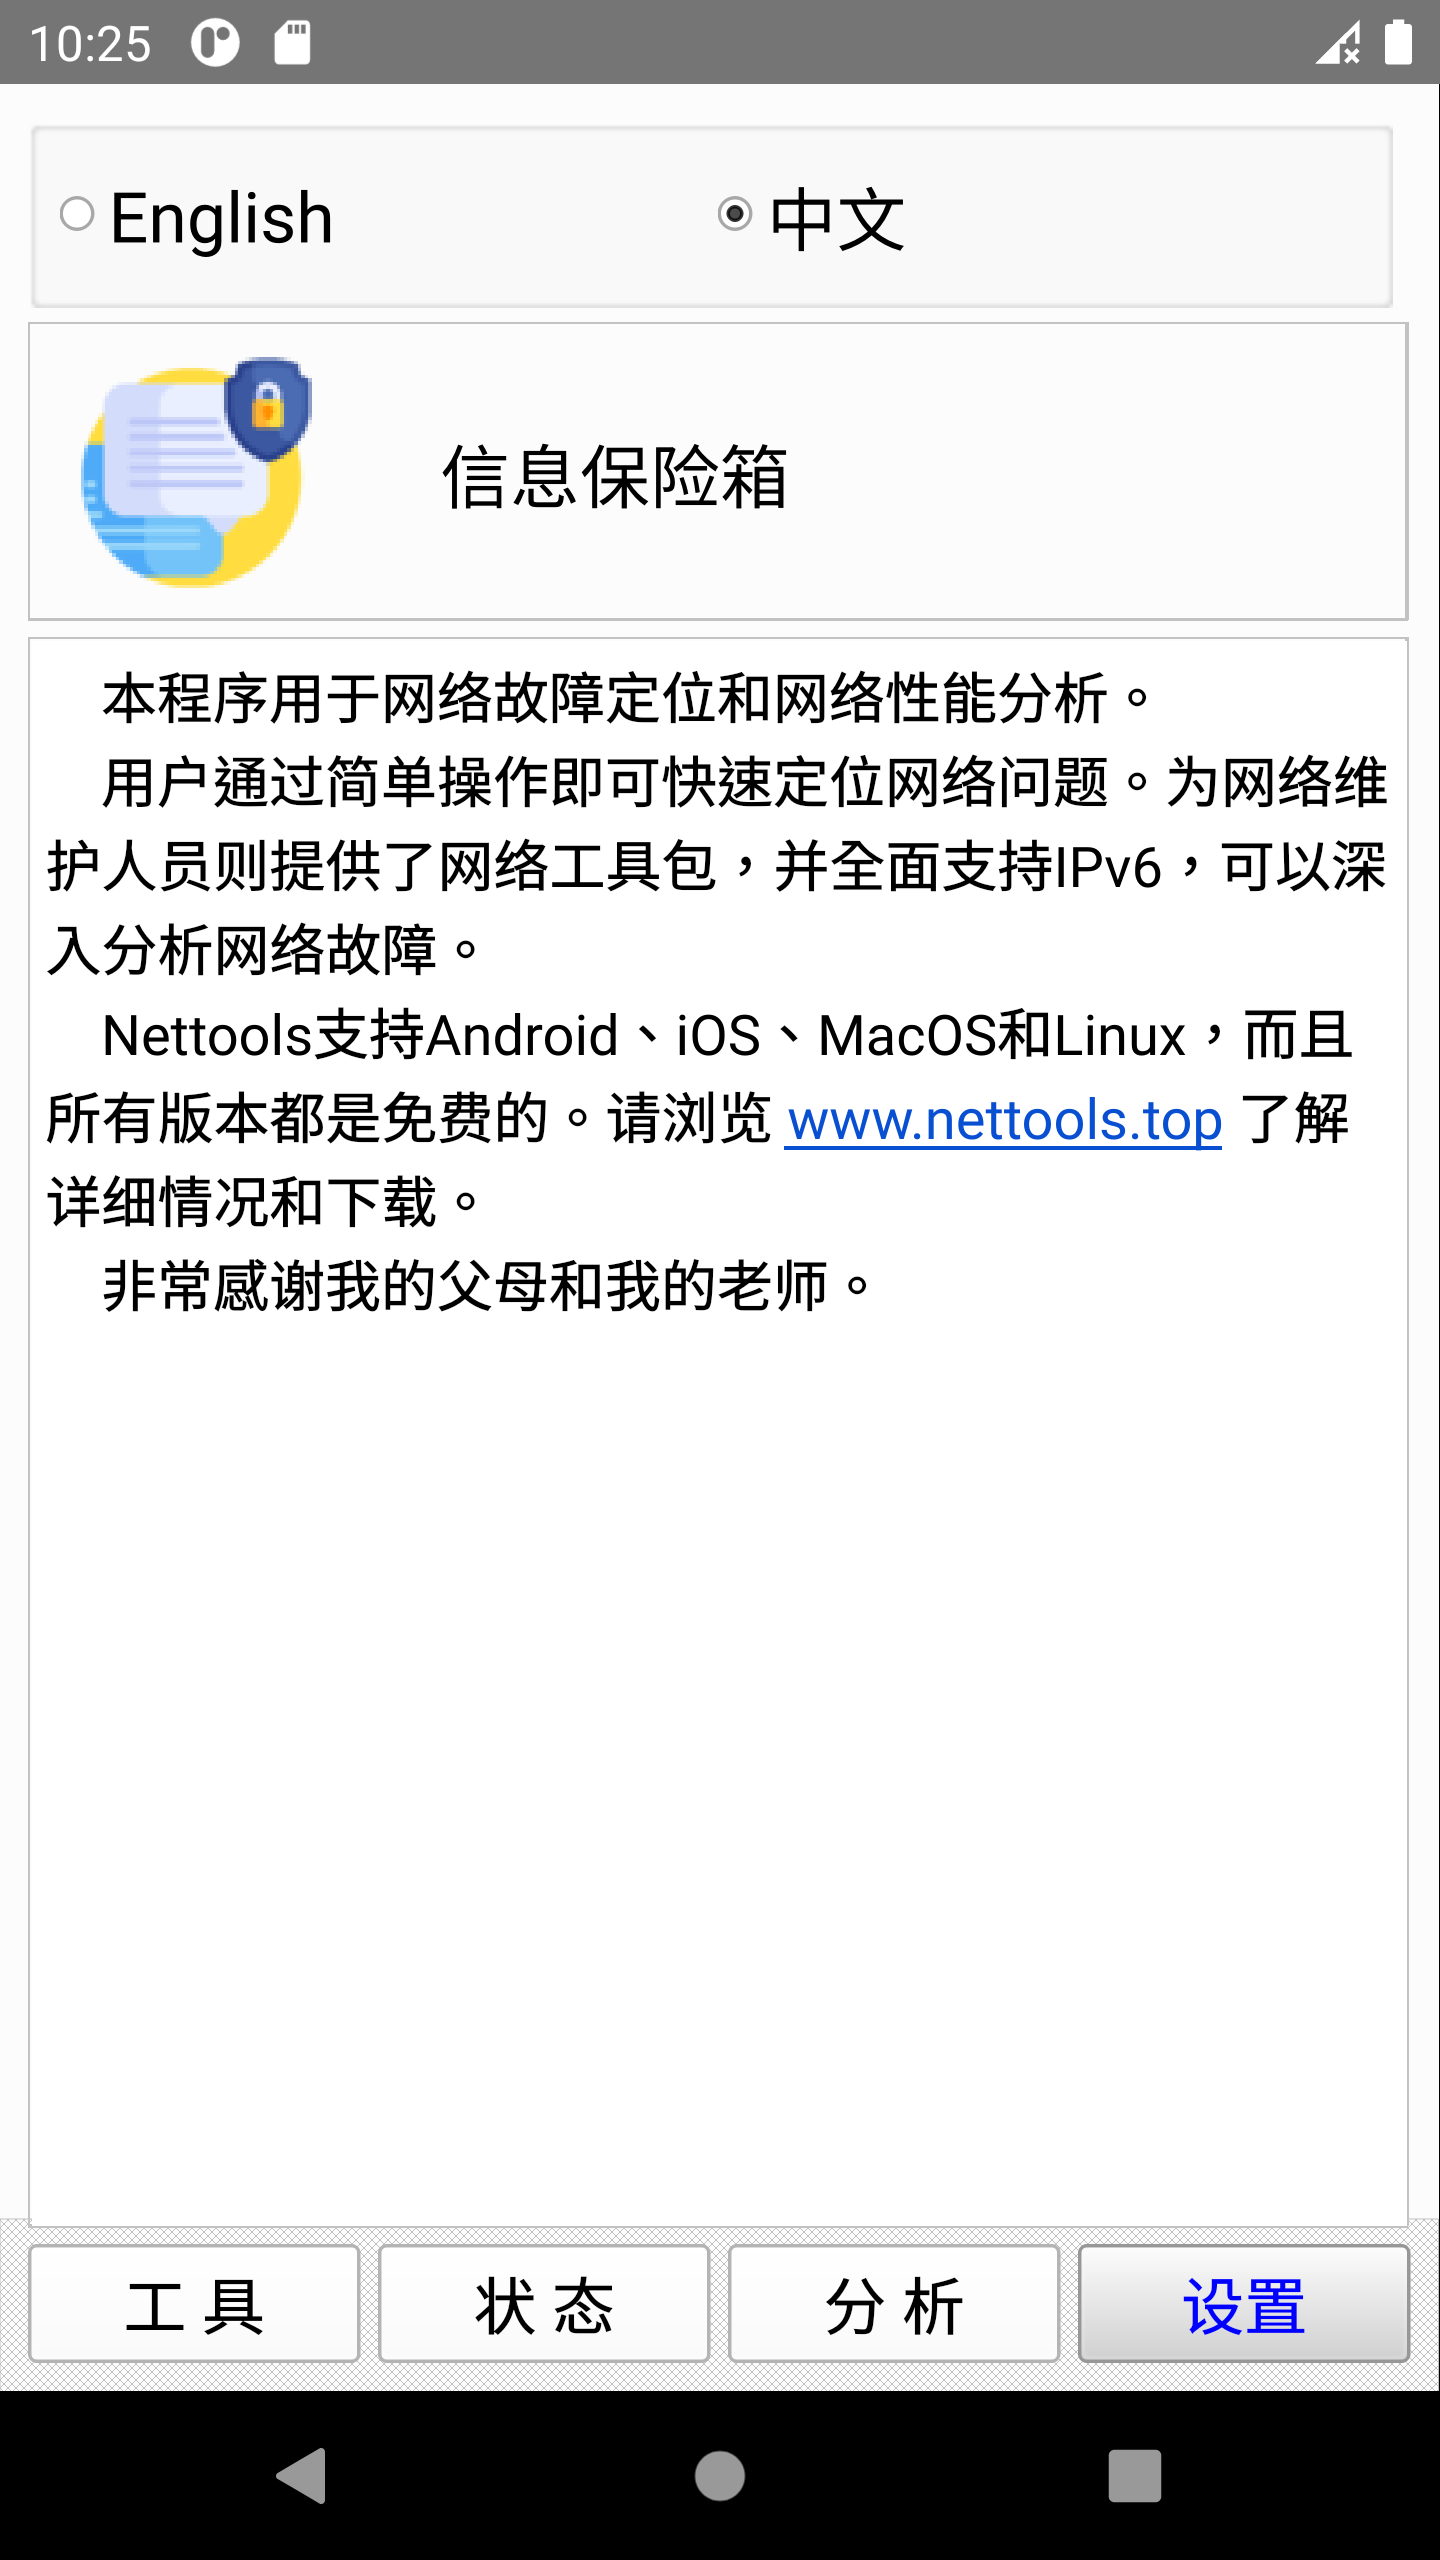 10:25
English
中文
信息保险箱
本程序用于网络故障定位和网络性能分析。
用户通过简单操作即可快速定位网络问题。为网络维
护人员则提供了网络工具包，并全面支持IPv6，可以深
入分析网络故障。
Nettools支持Android、iOS、MacOS和Linux，而且
所有版本都是免费的。请浏览 www.nettools.top 了解
详细情况和下载。
非常感谢我的父母和我的老师。
工 具
状 态
分 析
设置